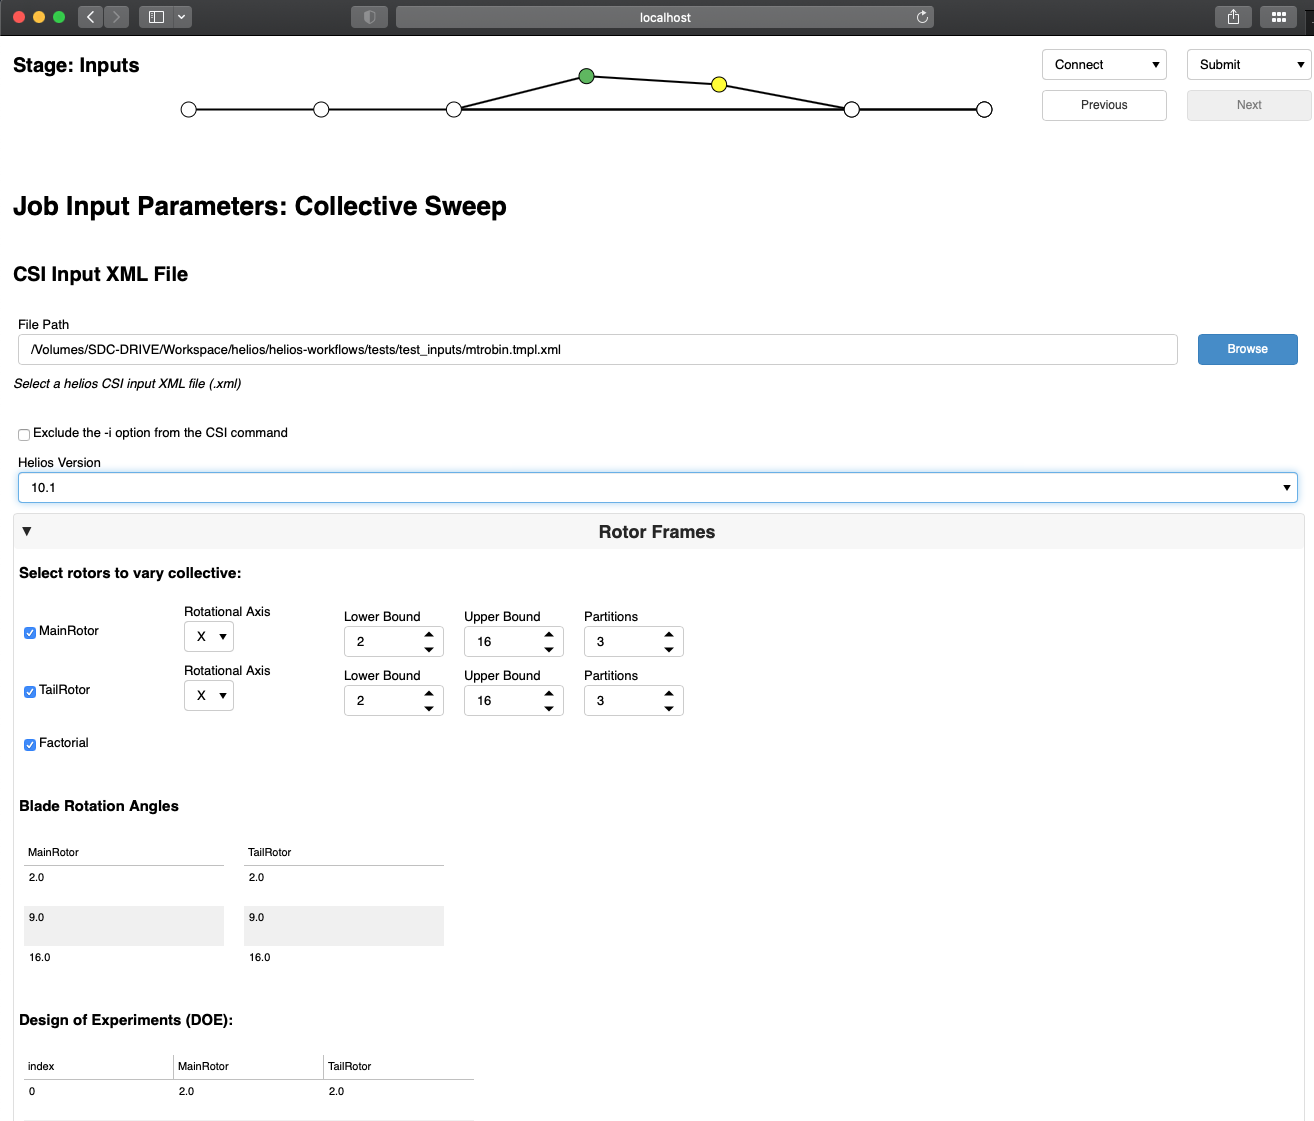 localhost
Stage: Inputs
Connect
Submit
Previous
Next
Job Input Parameters: Collective Sweep
CSI Input XML File
File Path
/Volumes/SDC-DRIVE/Workspace/helios/helios-workflows/tests/test_inputs/mtrobin.tmpl.xml
Browse
Select a helios CSI input XML file (.xml)
Exclude the -i option from the CSI command
Helios Version
10.1
Rotor Frames
Select rotors to vary collective:
Rotational Axis
Lower Bound Upper Bound Partitions
MainRotor X 2 16 3
Rotational Axis
Lower Bound Upper Bound Partitions
TailRotor X 2 16 3
Factorial
Blade Rotation Angles
MainRotor TailRotor
2.0 2.0
9.0 9.0
16.0 16.0
Design of Experiments (DOE):
index MainRotor TailRotor
0 2.0 2.0